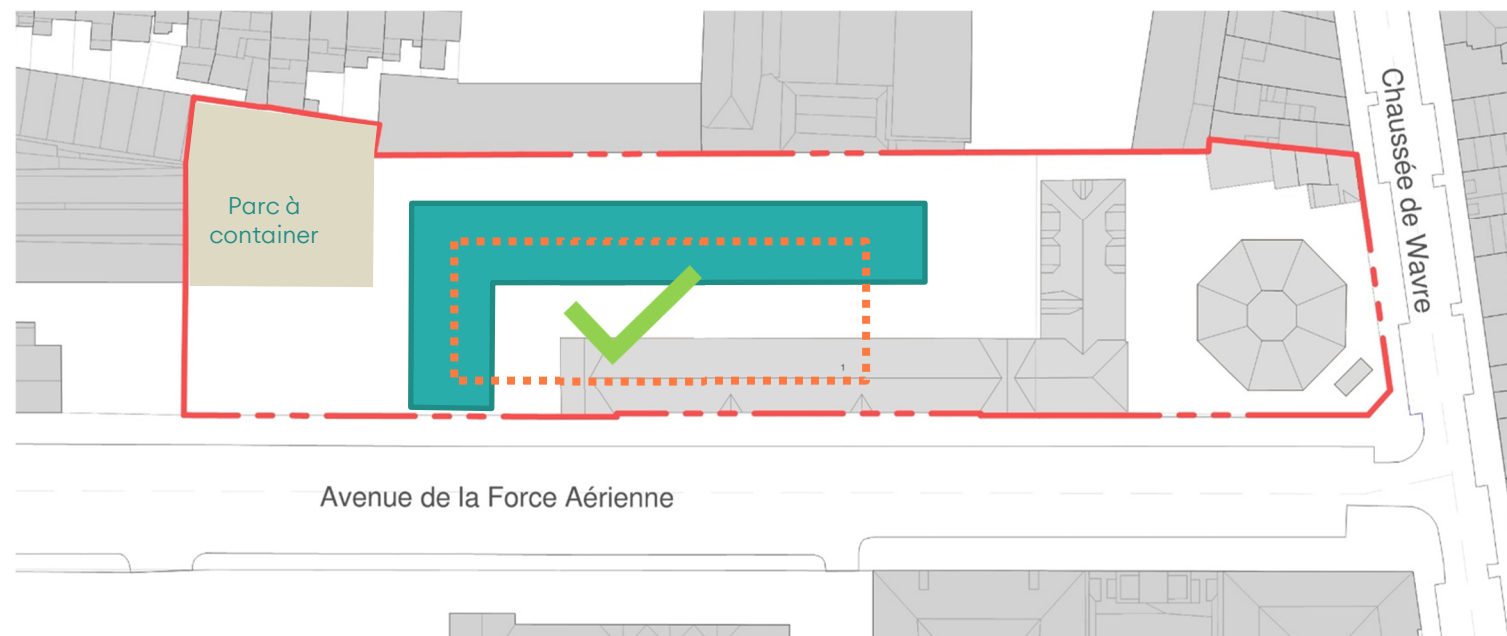 Chaussée de Wavre
Parc à
container
1
Avenue de la Force Aérienne